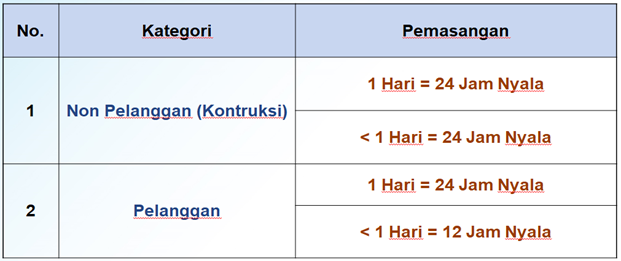 No. Kategori Pemasangan
1 Non Pelanggan (Kontruksi) 1 Hari = 24 Jam Nyala
< 1 Hari = 24 Jam Nyala
2 Pelanggan 1 Hari = 24 Jam Nyala
< 1 Hari = 12 Jam Nyala